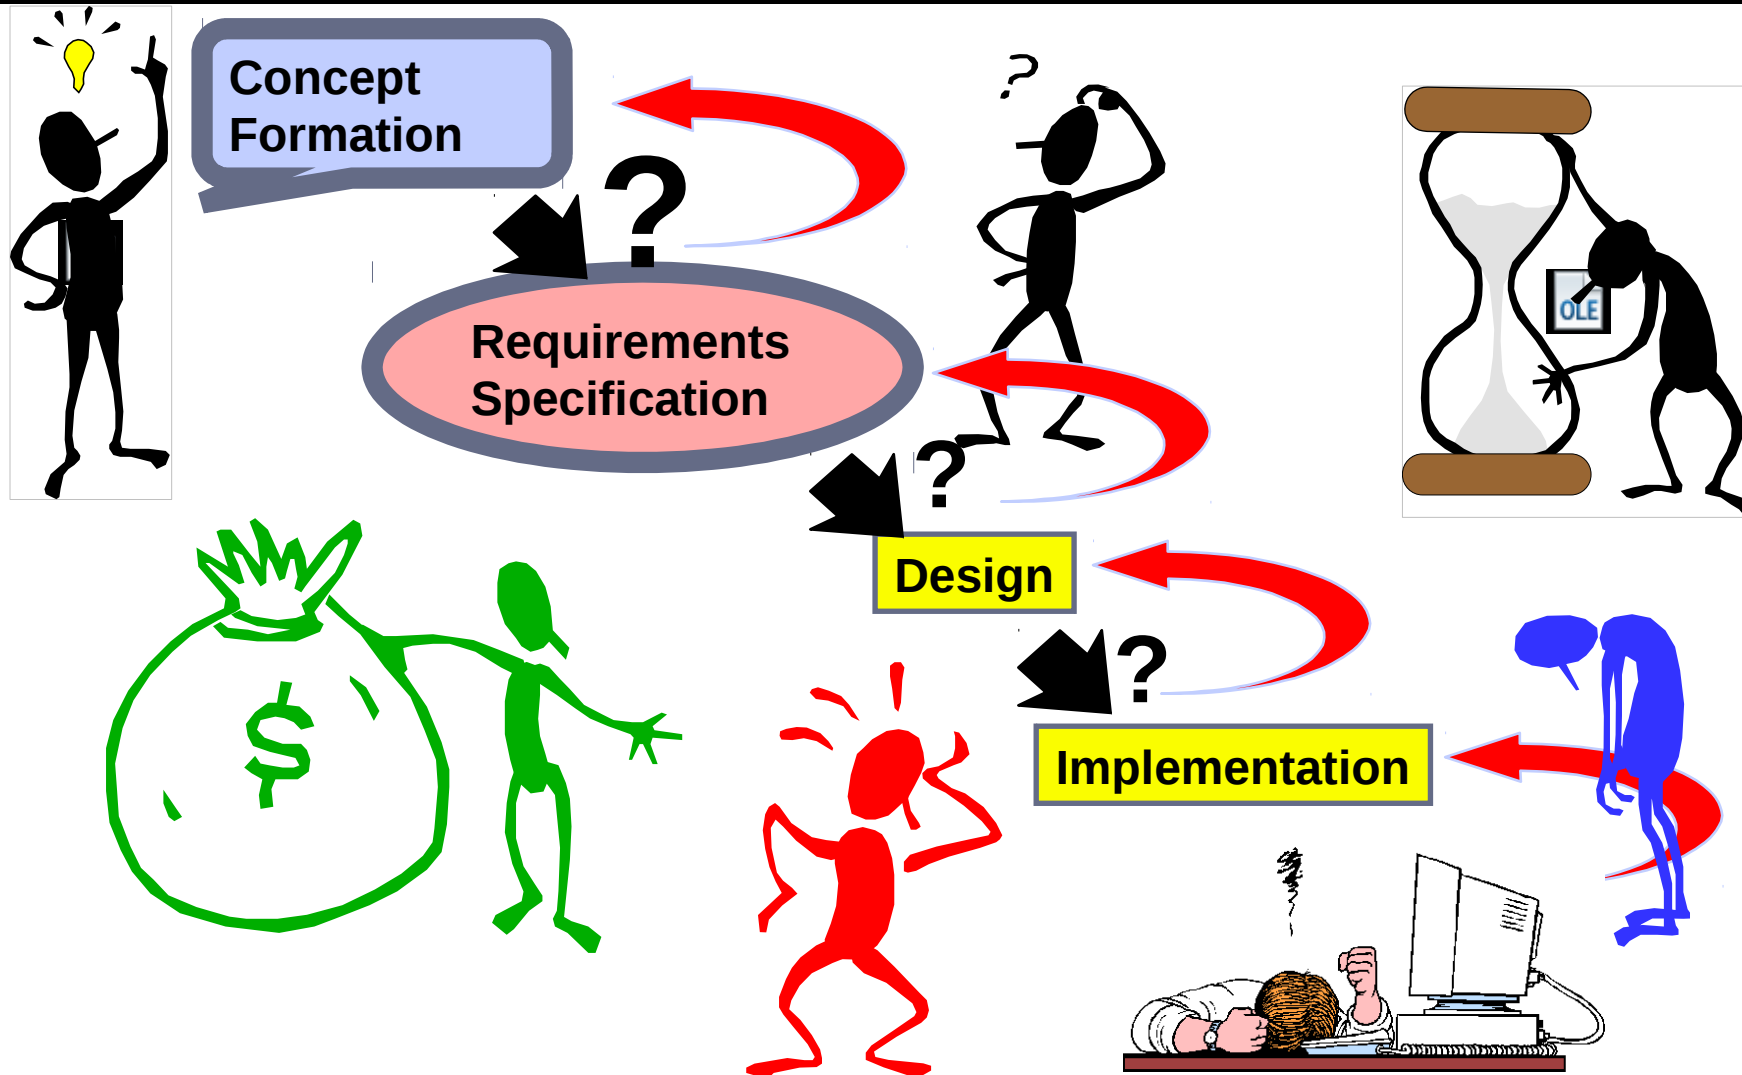 Concept
Formation
?
?
Requirements
Specification
OLE
?
Design
?
Implementation
$